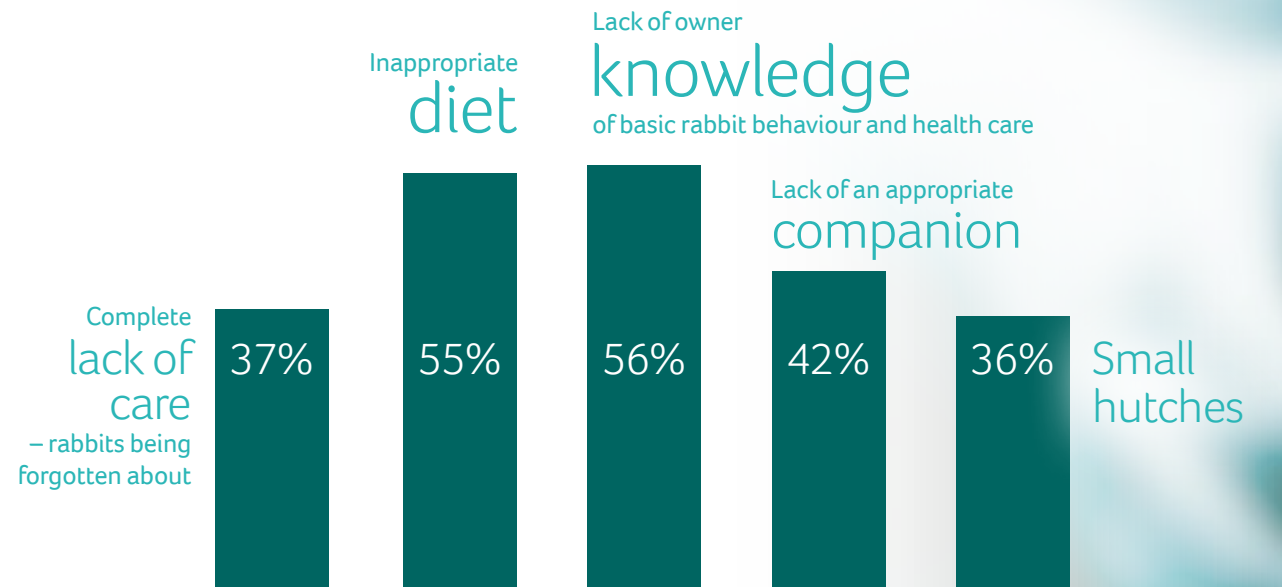 Complete
lack of
care
– rabbits being
forgotten about
37%
Inappropriate
diet
55%
Lack of owner
knowledge
of basic rabbit behaviour and health care
56%
Lack of an appropriate
companion
42%
36%
Small
hutches